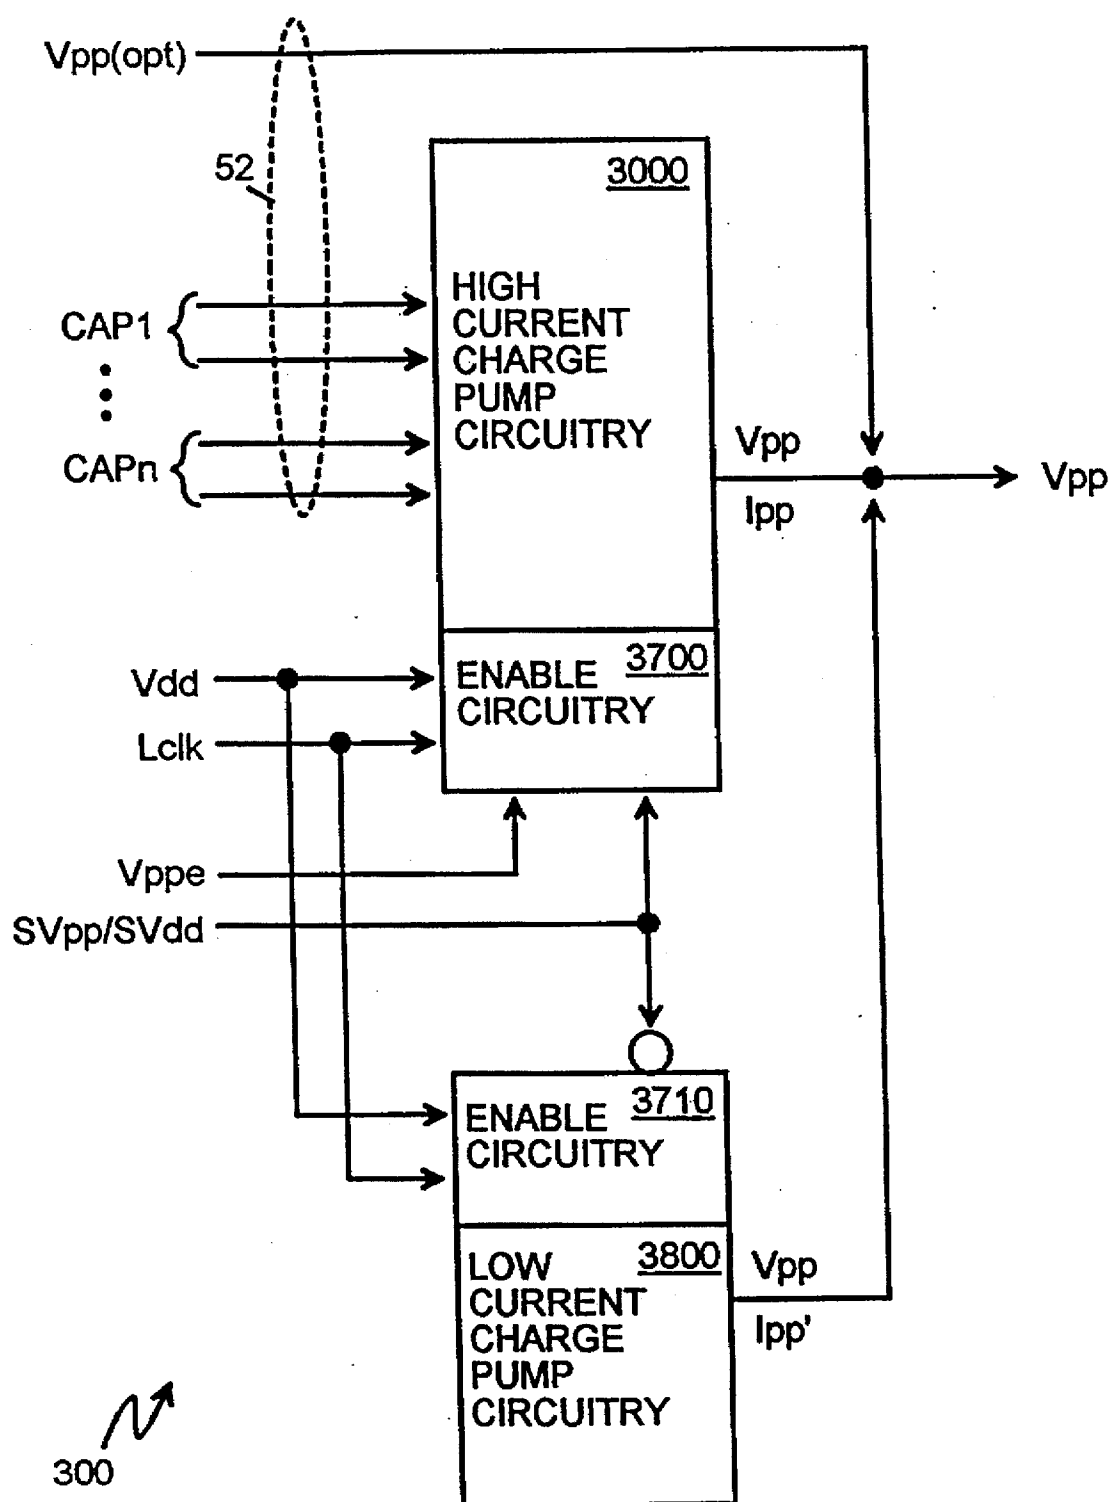 Vpp(opt)
52
3000
HIGH
CURRENT
CHARGE
PUMP
CIRCUITRY
CAP1
CAPn
Vpp
Ipp
Vpp
3700
ENABLE
CIRCUITRY
Vdd
Lclk
Vppe
SVpp/SVdd
3710
ENABLE
CIRCUITRY
3800
LOW
CURRENT
CHARGE
PUMP
CIRCUITRY
Vpp
Ipp'
300